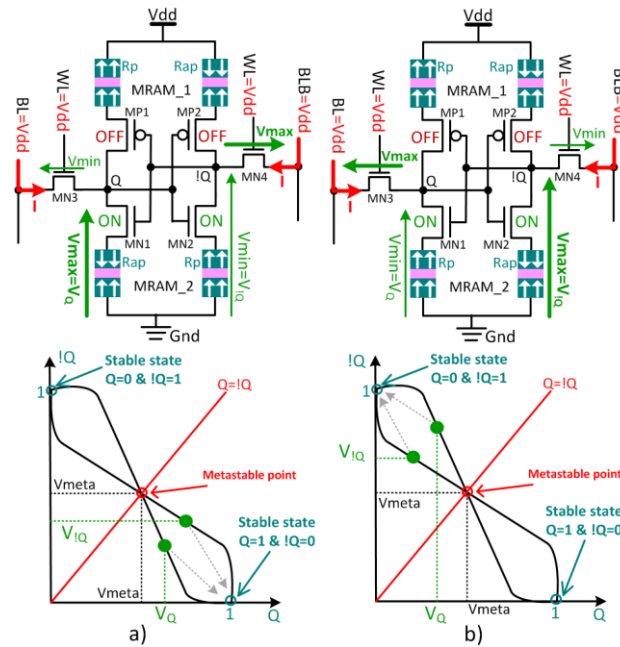 Vdd
Rp
Rap
MRAM_1
BL=Vdd
WL=Vdd
MP1
MP2
OFF
OFF
WL=Vdd
BLB=Vdd
Vmax
Vmin
I
MN3
Q
!Q
MN4
I
ON
ON
MN1
MN2
Vmax=VQ
Vmin=V!Q
Rap
Rp
MRAM_2
Gnd
Vdd
Rp
Rap
MRAM_1
BL=Vdd
WL=Vdd
MP1
MP2
OFF
OFF
WL=Vdd
BLB=Vdd
Vmax
Vmin
I
MN3
Q
!Q
MN4
I
ON
ON
MN1
MN2
Vmin=VQ
Vmax=V!Q
Rap
Rp
MRAM_2
Gnd
!Q
1
Stable state
Q=0 & !Q=1
Q=!Q
Metastable point
Vmeta
V!Q
Stable state
Q=1 & !Q=0
Vmeta
VQ
1
Q
a)
!Q
1
Stable state
Q=0 & !Q=1
Q=!Q
V!Q
Metastable point
Vmeta
Stable state
Q=1 & !Q=0
VQ
Vmeta
1
Q
b)